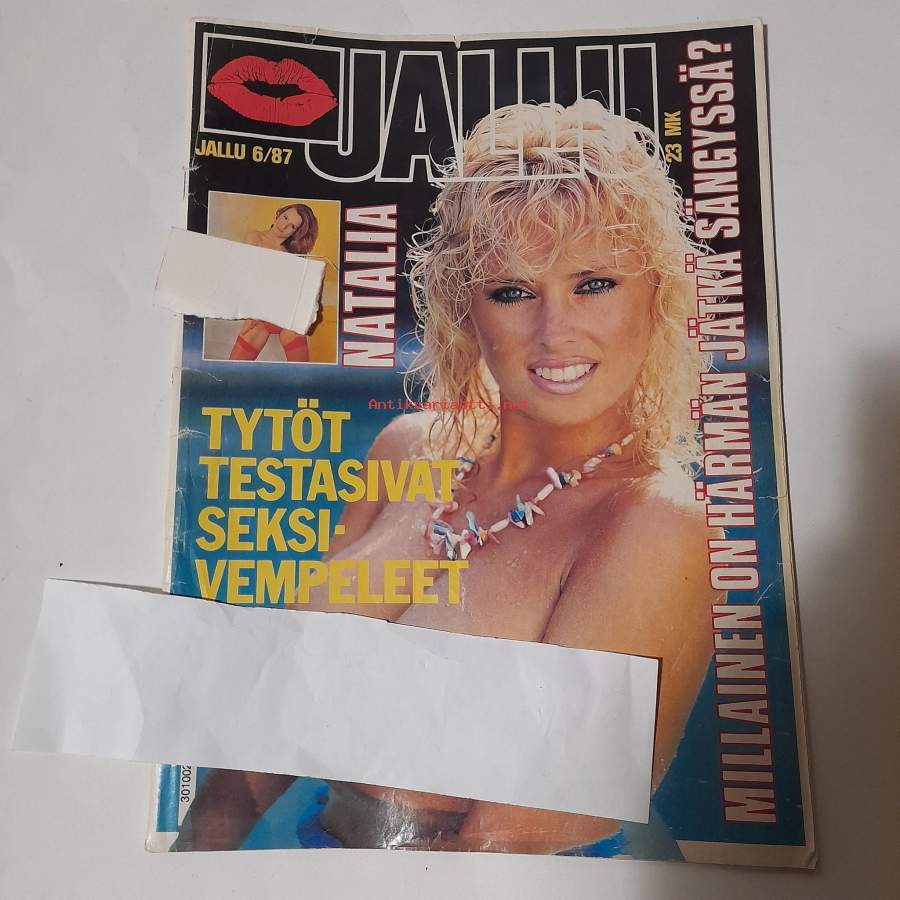 JALLU
JALLU 6/87
23 MK
NATALIA
TYTÖT
TESTASIVAT
SEKSI-
VEMPELEET
MILLAINEN ON HÄRMÄN JÄTKÄ SÄNGYSSÄ?
Antikvariaatti.net